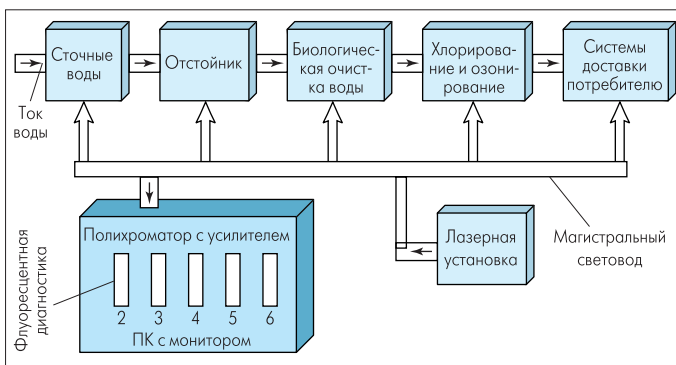 Сточные
воды
Отстойник
Биологичес-
кая очист-
ка воды
Хлорирова-
ние и озони-
рование
Системы
доставки
потребителю
Ток
воды
Полихроматор с усилителем
2 3 4 5 6
ПК с монитором
Флуоресцентная
диагностика
Лазерная
установка
Магистральный
световод